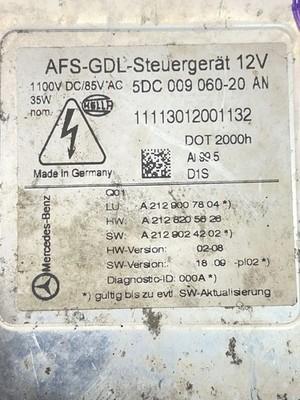 AFS-GDL-Steuergerät 12V
1100V DC/85V AC 5DC 009 060-20 AN
35W
nom.
HELLA
11113012001132
DOT 2000h
Made in Germany
D1S
Q01
LU: A 212 900 78 04 *)
HW: A 212 820 56 26
SW: A 212 902 42 02 *)
HW-Version: 02-08
SW-Version: 18 09 -pl02 *)
Diagnostic-ID: 000A *)
*) gültig bis zu evtl SW-Aktualisierung
Mercedes-Benz